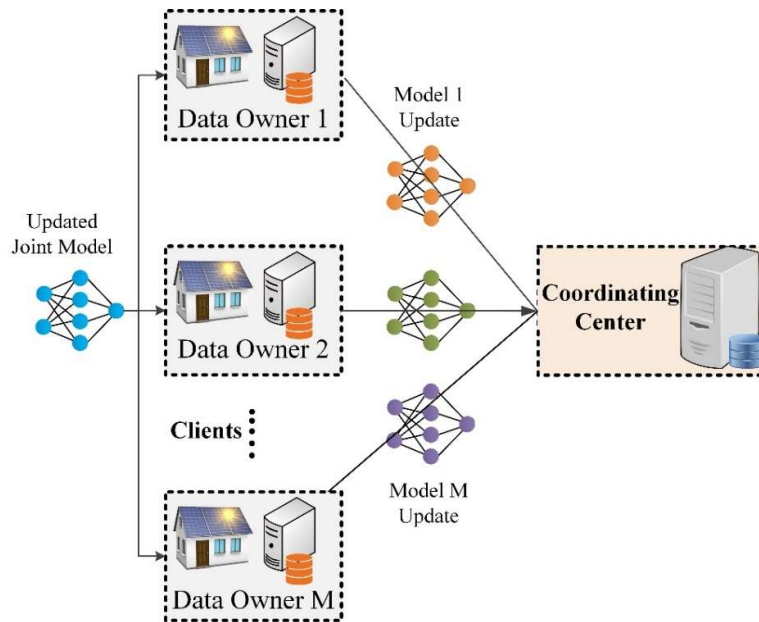 Data Owner 1
Model 1
Update
Updated
Joint Model
Data Owner 2
Coordinating
Center
Clients
Model M
Update
Data Owner M